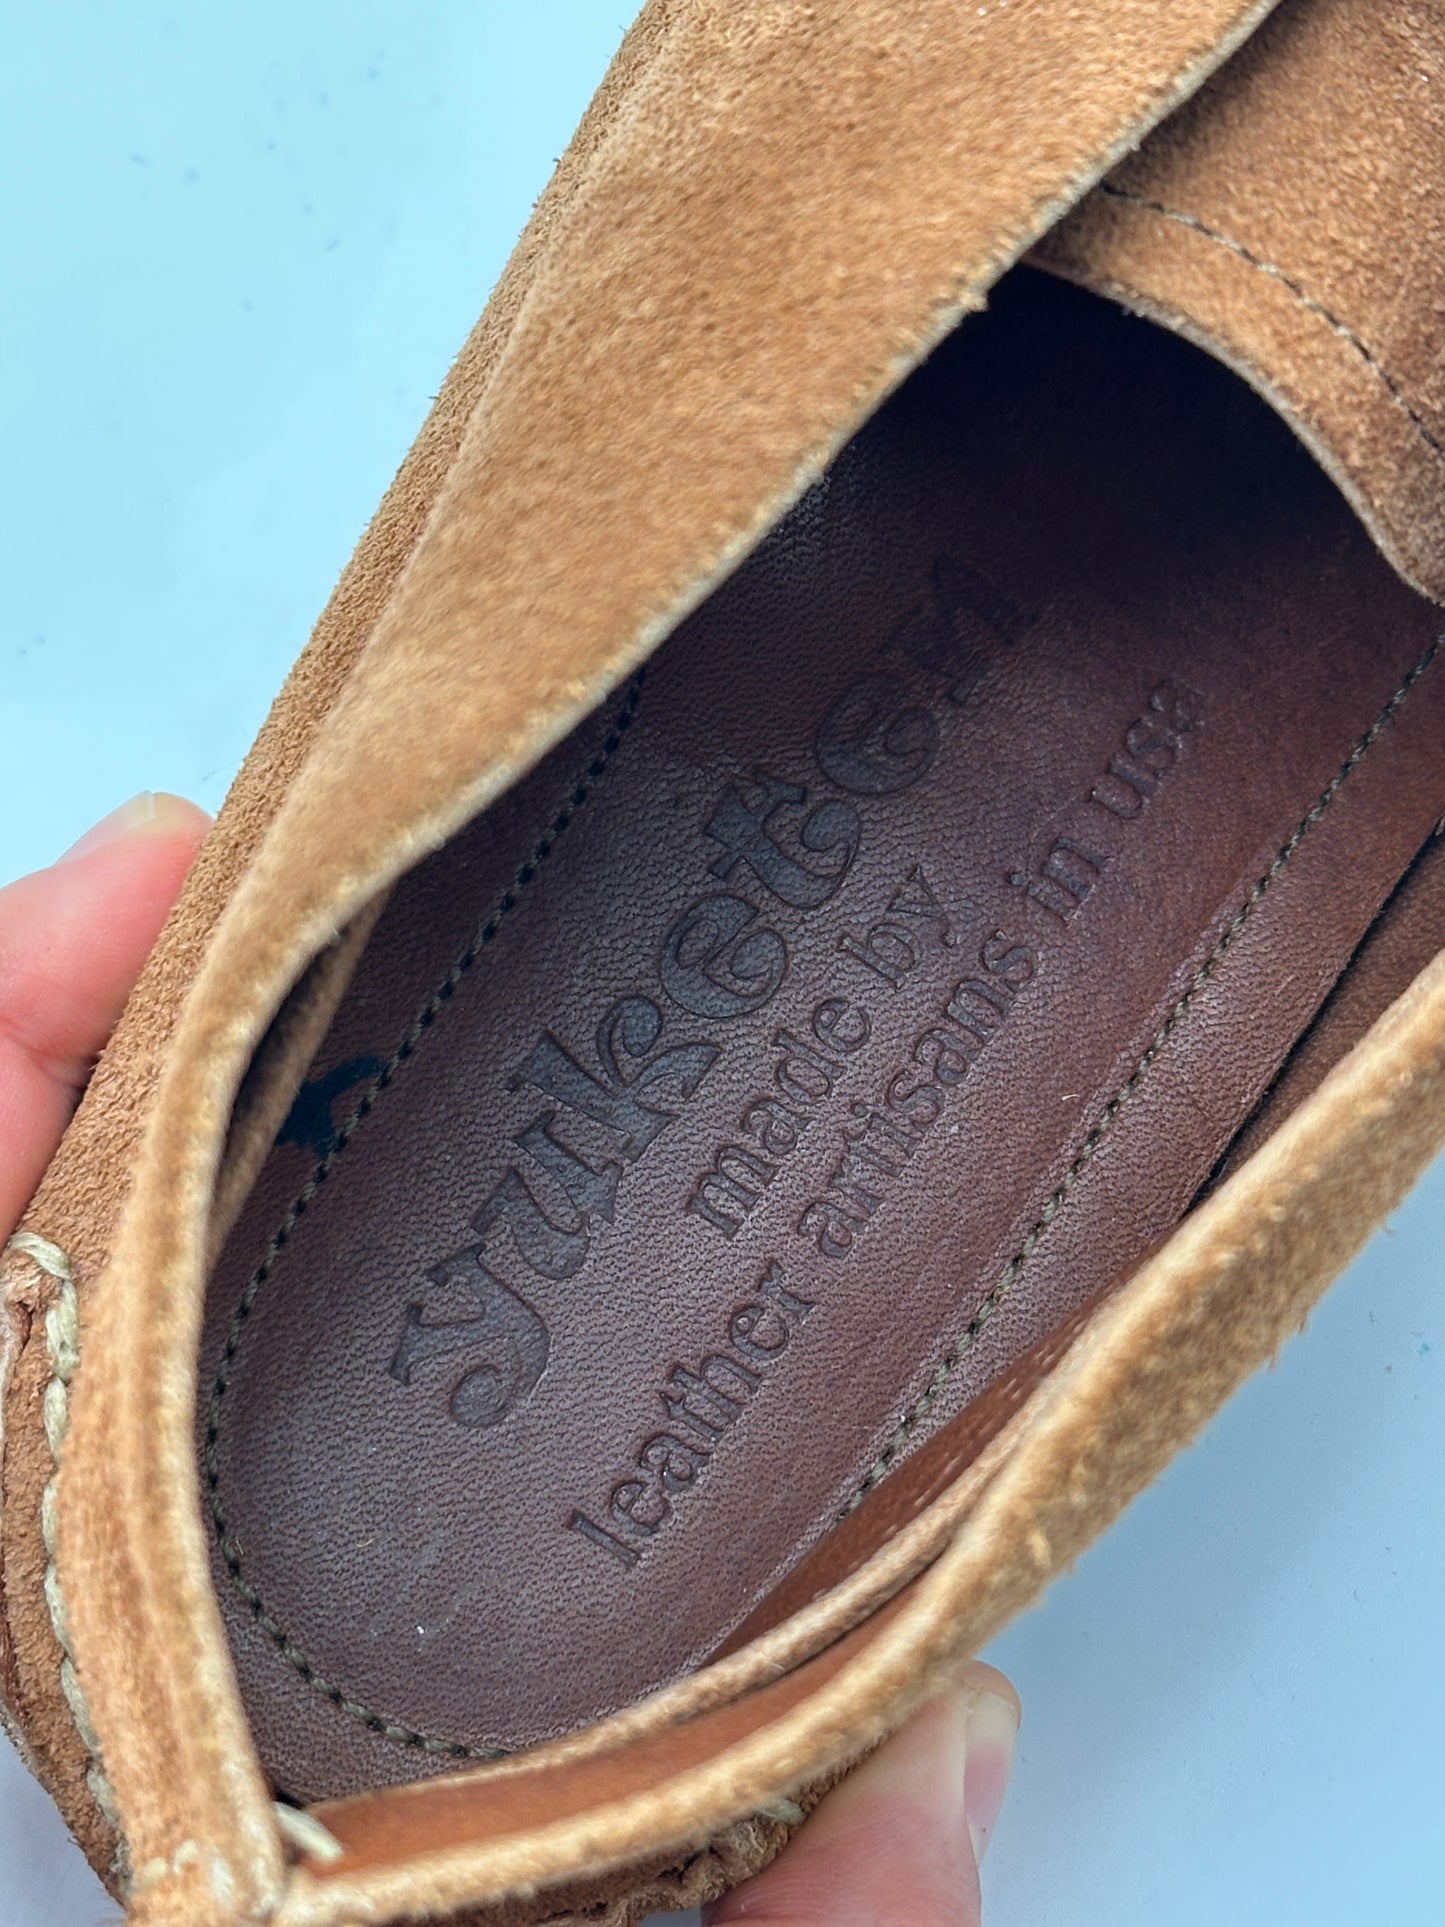 yuketen
made by
artisans in usa
leather